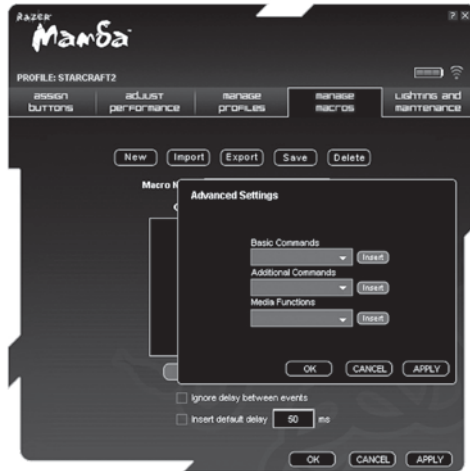 RAZER
Mamba
? X
PROFILE: STARCRAFT2
assign buttons
adjust performance
manage profiles
manage macros
Lighting and maintenance
New Import Export Save Delete
Macro N
Advanced Settings
Basic Commands
Insert
Additional Commands
Insert
Media Functions
Insert
OK CANCEL APPLY
Ignore delay between events
Insert default delay 50 ms
OK CANCEL APPLY